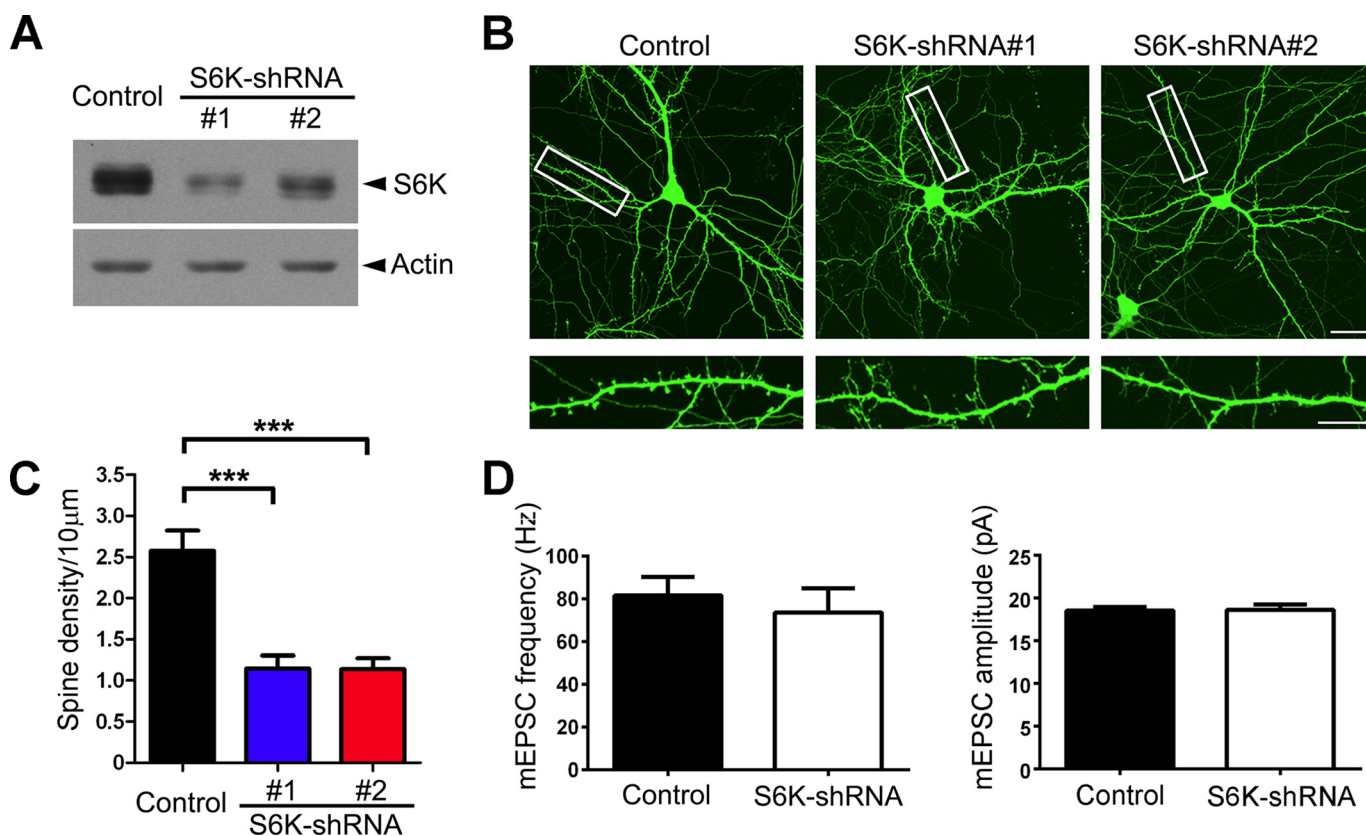 A
Control
S6K-shRNA
#1 #2
S6K
Actin
B
Control S6K-shRNA#1 S6K-shRNA#2
C
*** 
***
Spine density/10μm
3.5
3.0
2.5
2.0
1.5
1.0
0.5
0
Control
#1 #2
S6K-shRNA
D
mEPSC frequency (Hz)
100
80
60
40
20
0
Control S6K-shRNA
mEPSC amplitude (pA)
25
20
15
10
5
0
Control S6K-shRNA